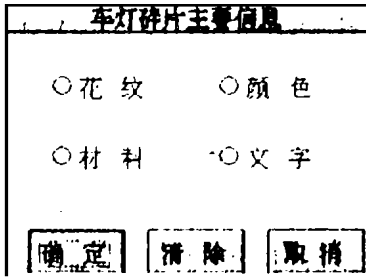 车灯碎片主要信息
○花 纹 ○颜 色
○材 料 ○文 字
确 定 清 除 取 消